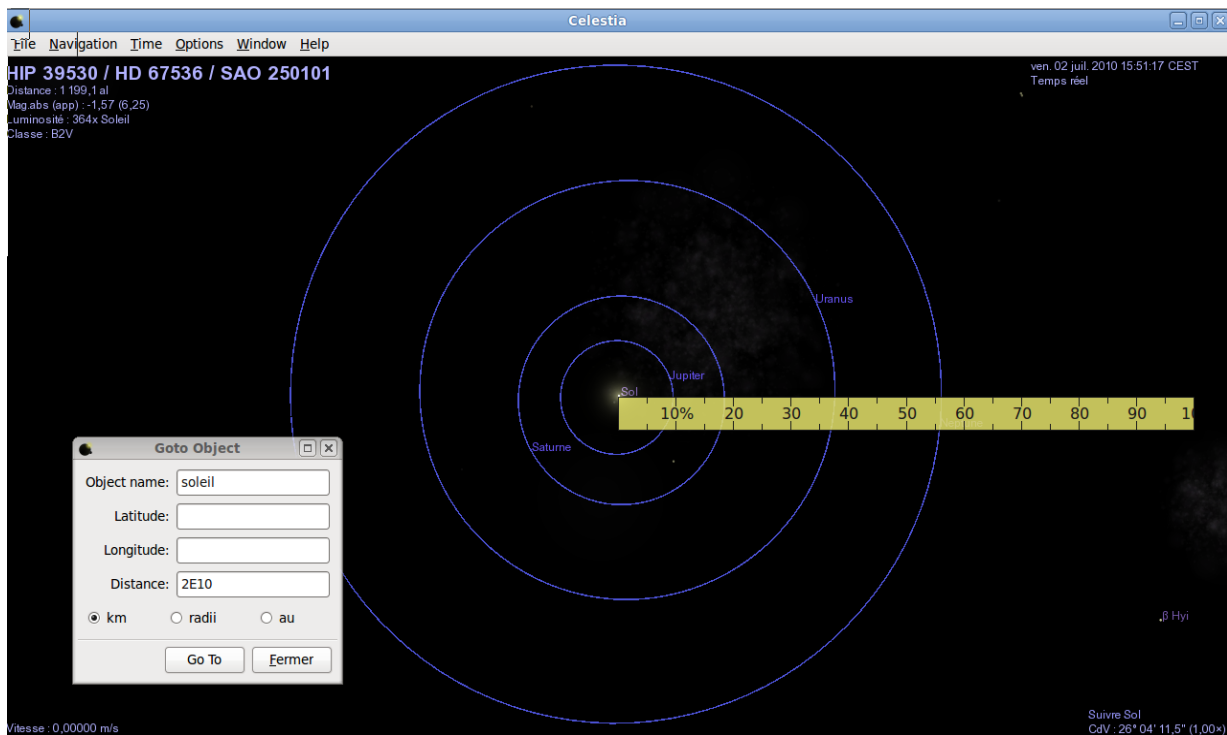 Celestia
File Navigation Time Options Window Help
HIP 39530 / HD 67536 / SAO 250101
Distance : 1 199,1 al
Mag.abs (app) : -1,57 (6,25)
Luminosité : 364x Soleil
Classe : B2V
ven. 02 juil. 2010 15:51:17 CEST
Temps réel
Uranus
Jupiter
Sol
10% 20 30 40 50 60 70 80 90
Saturne
Goto Object
Object name: soleil
Latitude:
Longitude:
Distance: 2E10
km radii au
Go To Fermer
β Hyi
Vitesse : 0,00000 m/s
Suivre Sol
CdV : 26° 04' 11,5" (1,00×)